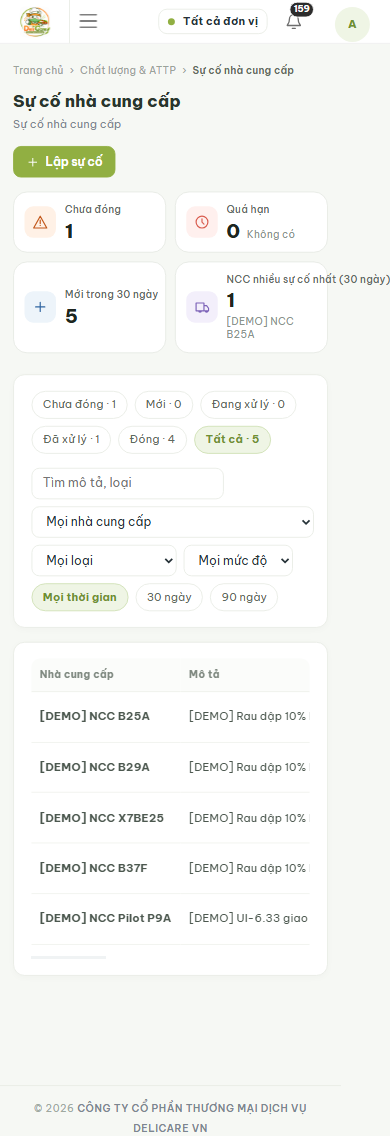 Tất cả đơn vị
159
A
Trang chủ > Chất lượng & ATTP > Sự cố nhà cung cấp
Sự cố nhà cung cấp
Sự cố nhà cung cấp
+ Lập sự cố
Chưa đóng
1
Quá hạn
0 Không có
Mới trong 30 ngày
5
NCC nhiều sự cố nhất (30 ngày)
1
[DEMO] NCC
B25A
Chưa đóng · 1
Mới · 0
Đang xử lý · 0
Đã xử lý · 1
Đóng · 4
Tất cả · 5
Tìm mô tả, loại
Mọi nhà cung cấp
Mọi loại
Mọi mức độ
Mọi thời gian
30 ngày
90 ngày
Nhà cung cấp
Mô tả
[DEMO] NCC B25A
[DEMO] Rau dập 10%
[DEMO] NCC B29A
[DEMO] Rau dập 10%
[DEMO] NCC X7BE25
[DEMO] Rau dập 10%
[DEMO] NCC B37F
[DEMO] Rau dập 10%
[DEMO] NCC Pilot P9A
[DEMO] UI-6.33 giao
© 2026 CÔNG TY CỔ PHẦN THƯƠNG MẠI DỊCH VỤ
DELICARE VN